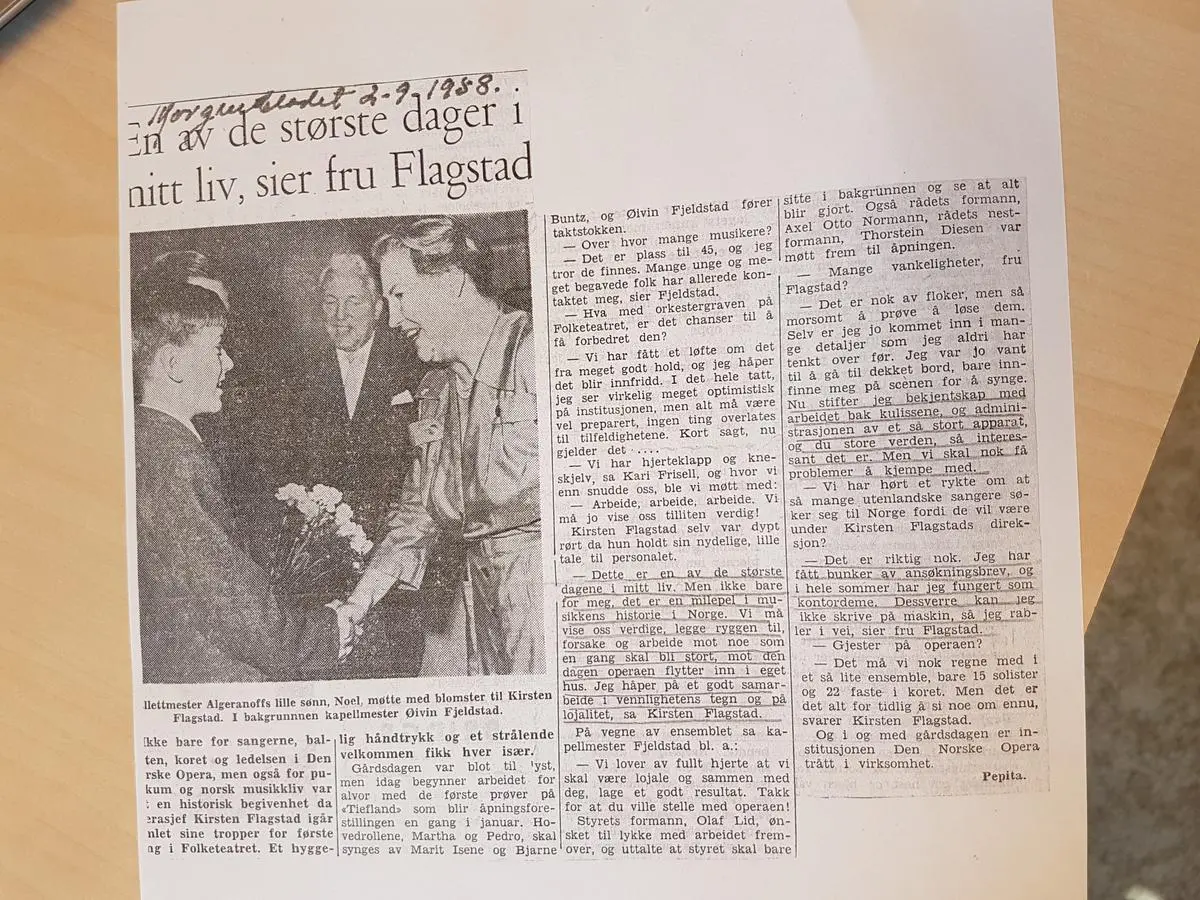 Morgenbladet 2-9-1958.
En av de største dager i
mitt liv, sier fru Flagstad
llettmester Algeranoffs lille sønn, Noel, møtte med blomster til Kirsten
Flagstad. I bakgrunnnen kapellmester Øivin Fjeldstad.
Ikke bare for sangerne, bal-
ten, koret og ledelsen i Den
rske Opera, men også for pu-
kum og norsk musikkliv var
: en historisk begivenhet da
erasjef Kirsten Flagstad igår
mlet sine tropper for første
ng i Folketeatret. Et hygge-
lig håndtrykk og et strålende
velkommen fikk hver især.
Gårdsdagen var blot til 'yst,
men idag begynner arbeidet for
alvor med de første prøver på
«Tiefland» som blir åpningsfore-
stillingen en gang i januar. Ho-
vedrollene, Martha og Pedro, skal
synges av Marit Isene og Bjarne
Buntz, og Øivin Fjeldstad fører
taktstokken.
— Over hvor mange musikere?
— Det er plass til 45, og jeg
tror de finnes. Mange unge og me-
get begavede folk har allerede kon-
taktet meg, sier Fjeldstad.
— Hva med orkestergraven på
Folketeatret, er det chanser til å
få forbedret den?
— Vi har fått et løfte om det
fra meget godt hold, og jeg håper
det blir innfridd. I det hele tatt,
jeg ser virkelig meget optimistisk
på institusjonen, men alt må være
vel preparert, ingen ting overlates
til tilfeldighetene. Kort sagt, nu
gjelder det ....
— Vi har hjerteklapp og kne-
skjelv, sa Kari Frisell, og hvor vi
enn snudde oss, ble vi møtt med:
— Arbeide, arbeide, arbeide. Vi
må jo vise oss tilliten verdig!
Kirsten Flagstad selv var dypt
rørt da hun holdt sin nydelige, lille
tale til personalet.
— Dette er en av de største
dagene i mitt liv. Men ikke bare
for meg, det er en milepel i mu-
sikkens historie i Norge. Vi må
vise oss verdige, legge ryggen til,
forsake og arbeide mot noe som
en gang skal bli stort, mot den
dagen operaen flytter inn i eget
hus. Jeg håper på et godt samar-
beide i vennlighetens tegn og på
lojalitet, sa Kirsten Flagstad.
På vegne av ensemblet sa ka-
pellmester Fjeldstad bl. a.:
— Vi lover av fullt hjerte at vi
skal være lojale og sammen med
deg, lage et godt resultat. Takk
for at du ville stelle med operaen!
Styrets formann, Olaf Lid, øn-
sket til lykke med arbeidet frem-
over, og uttalte at styret skal bare
sitte i bakgrunnen og se at alt
blir gjort. Også rådets formann,
Axel Otto Normann, rådets nest-
formann, Thorstein Diesen var
møtt frem til åpningen.
— Mange vankeligheter, fru
Flagstad?
— Det er nok av floker, men så
morsomt å prøve å løse dem.
Selv er jeg jo kommet inn i man-
ge detaljer som jeg aldri har
tenkt over før. Jeg var jo vant
til å gå til dekket bord, bare inn-
finne meg på scenen for å synge.
Nu stifter jeg bekjentskap med
arbeidet bak kulissene, og admini-
strasjonen av et så stort apparat,
og du store verden, så interes-
sant det er. Men vi skal nok få
problemer å kjempe med.
— Vi har hørt et rykte om at
så mange utenlandske sangere sø-
ker seg til Norge fordi de vil være
under Kirsten Flagstads direk-
sjon?
— Det er riktig nok. Jeg har
fått bunker av ansøkningsbrev, og
i hele sommer har jeg fungert som
kontordeme. Dessverre kan jeg
ikke skrive på maskin, så jeg rab-
ler i vei, sier fru Flagstad.
— Gjester på operaen?
— Det må vi nok regne med i
et så lite ensemble, bare 15 solister
og 22 faste i koret. Men det er
det alt for tidlig å si noe om ennu,
svarer Kirsten Flagstad.
Og i og med gårdsdagen er in-
stitusjonen Den Norske Opera
trått i virksomhet.
Pepita.